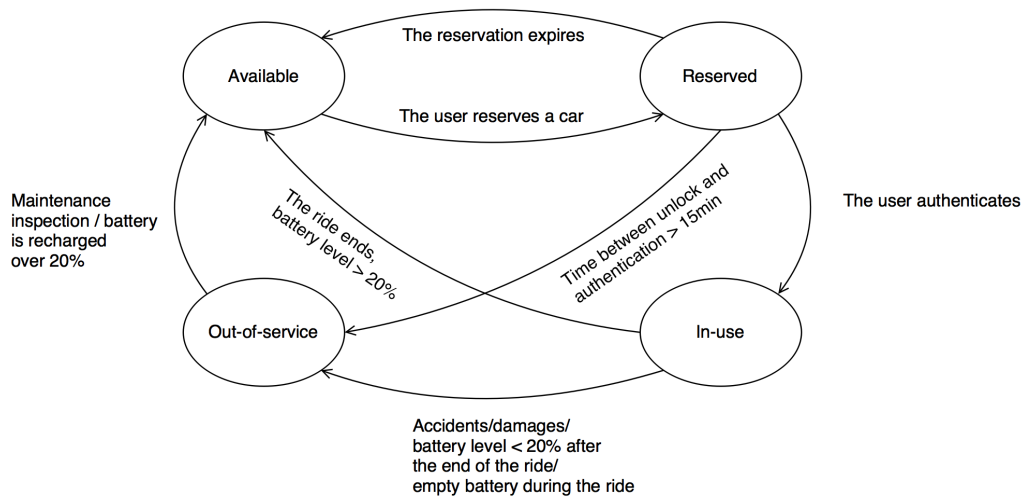 The reservation expires
Available
Reserved
The user reserves a car
Maintenance
inspection / battery
is recharged
over 20%
The ride ends,
battery level > 20%
Time between unlock and
authentication > 15min
The user authenticates
Out-of-service
In-use
Accidents/damages/
battery level < 20% after
the end of the ride/
empty battery during the ride